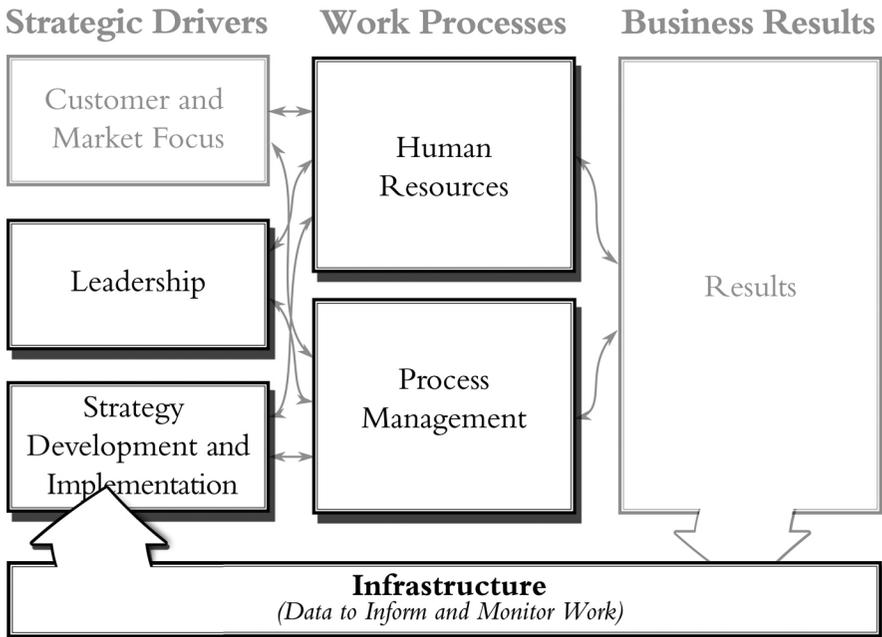 Strategic Drivers
Work Processes
Business Results
Customer and
Market Focus
Leadership
Strategy
Development and
Implementation
Human
Resources
Process
Management
Results
Infrastructure
(Data to Inform and Monitor Work)